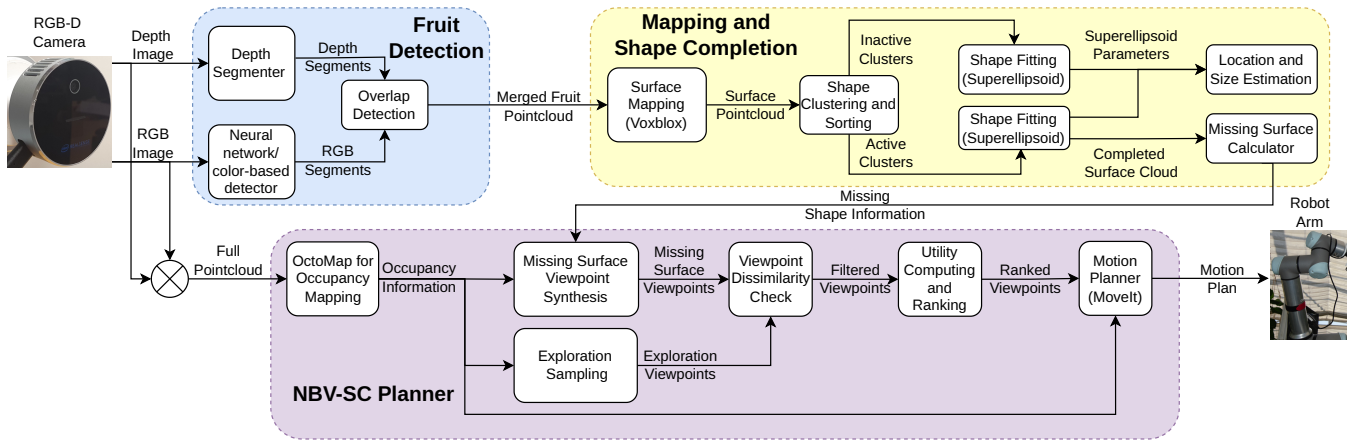 RGB-D
Camera
Depth
Image
RGB
Image
Fruit
Detection
Depth
Segmenter
Depth
Segments
Overlap
Detection
Neural
network/
color-based
detector
RGB
Segments
Merged Fruit
Pointcloud
Mapping and
Shape Completion
Surface
Mapping
(Voxblox)
Surface
Pointcloud
Shape
Clustering and
Sorting
Inactive
Clusters
Active
Clusters
Shape Fitting
(Superellipsoid)
Shape Fitting
(Superellipsoid)
Superellipsoid
Parameters
Completed
Surface Cloud
Location and
Size Estimation
Missing Surface
Calculator
Missing
Shape Information
Full
Pointcloud
OctoMap for
Occupancy
Mapping
Occupancy
Information
Missing Surface
Viewpoint
Synthesis
Missing
Surface
Viewpoints
Exploration
Sampling
Exploration
Viewpoints
Viewpoint
Dissimilarity
Check
Filtered
Viewpoints
Utility
Computing
and
Ranking
Ranked
Viewpoints
Motion
Planner
(MoveIt)
Motion
Plan
Robot
Arm
NBV-SC Planner